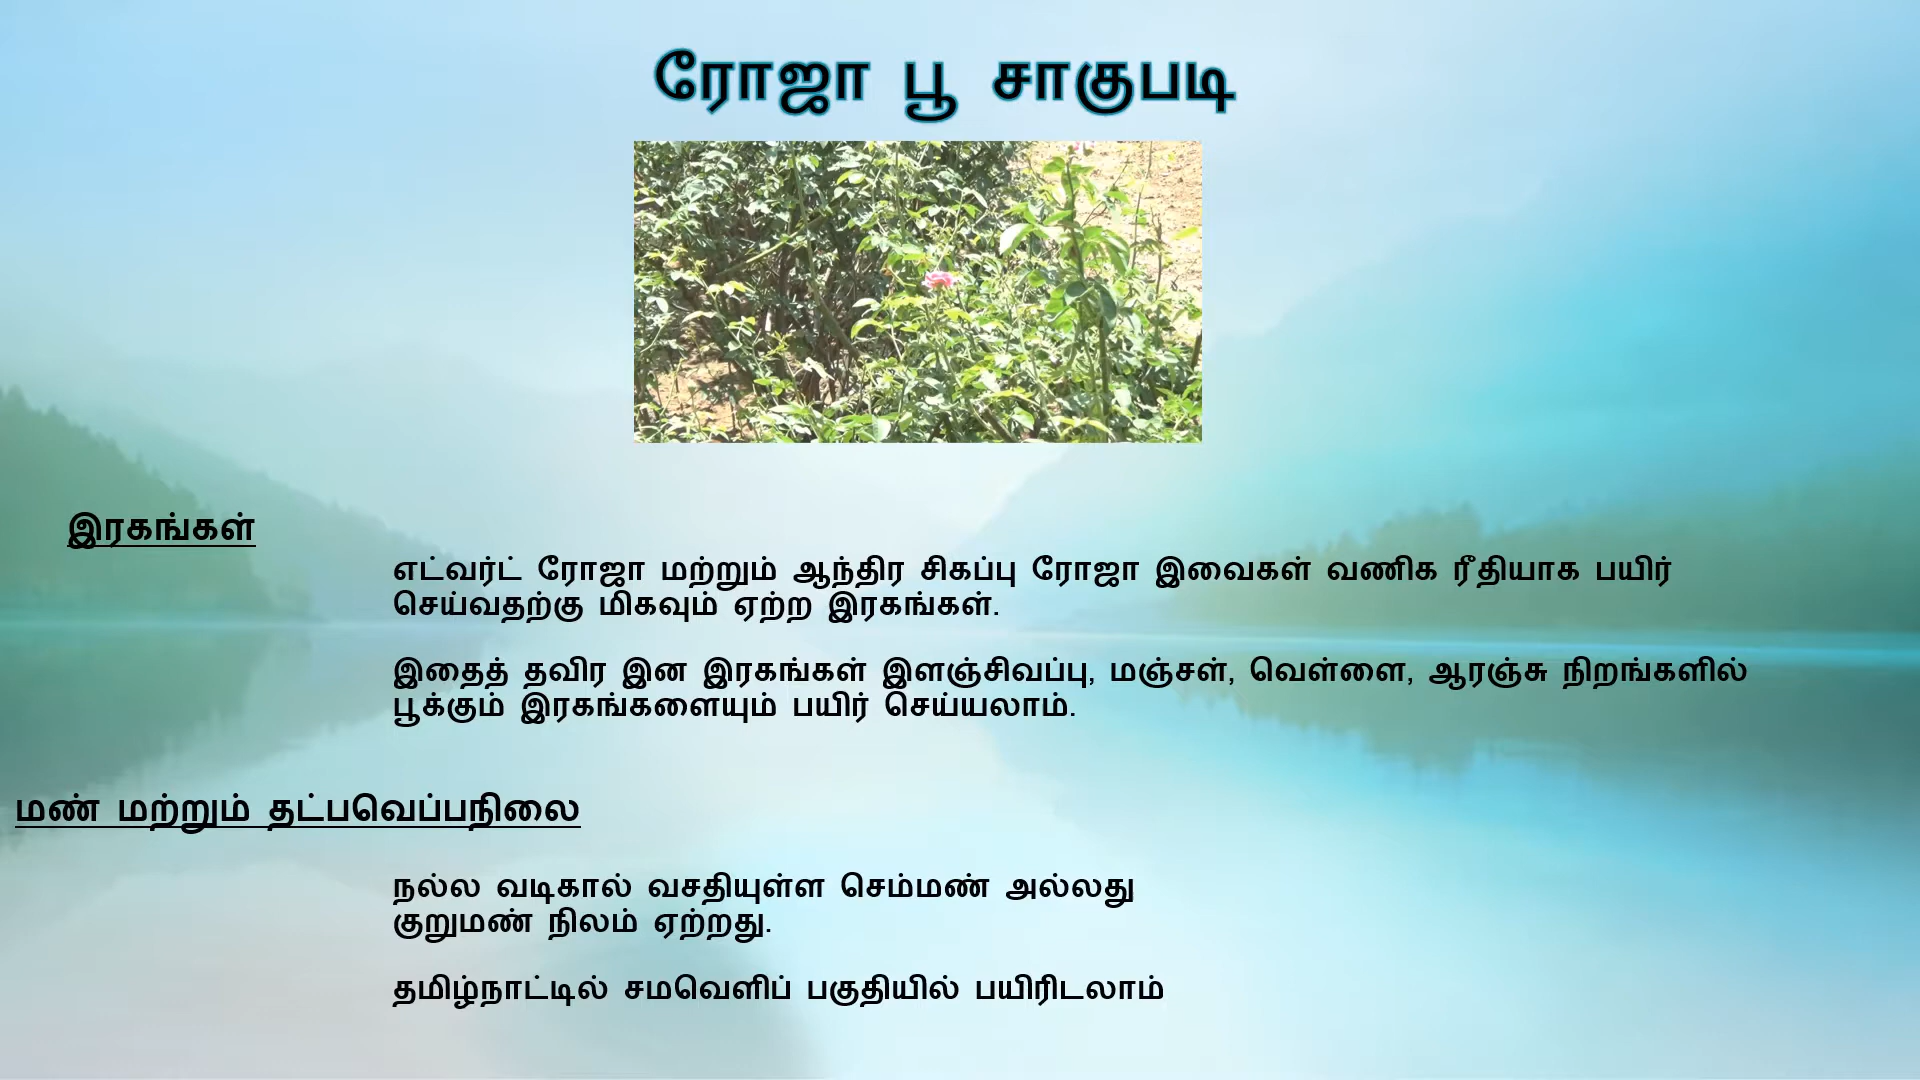 ரோஜா பூ சாகுபடி
இரகங்கள்
எட்வர்ட் ரோஜா மற்றும் ஆந்திர சிகப்பு ரோஜா இவைகள் வணிக ரீதியாக பயிர்
செய்வதற்கு மிகவும் ஏற்ற இரகங்கள்.
இதைத் தவிர இன இரகங்கள் இளஞ்சிவப்பு, மஞ்சள், வெள்ளை, ஆரஞ்சு நிறங்களில்
பூக்கும் இரகங்களையும் பயிர் செய்யலாம்.
மண் மற்றும் தட்பவெப்பநிலை
நல்ல வடிகால் வசதியுள்ள செம்மண் அல்லது
குறுமண் நிலம் ஏற்றது.
தமிழ்நாட்டில் சமவெளிப் பகுதியில் பயிரிடலாம்